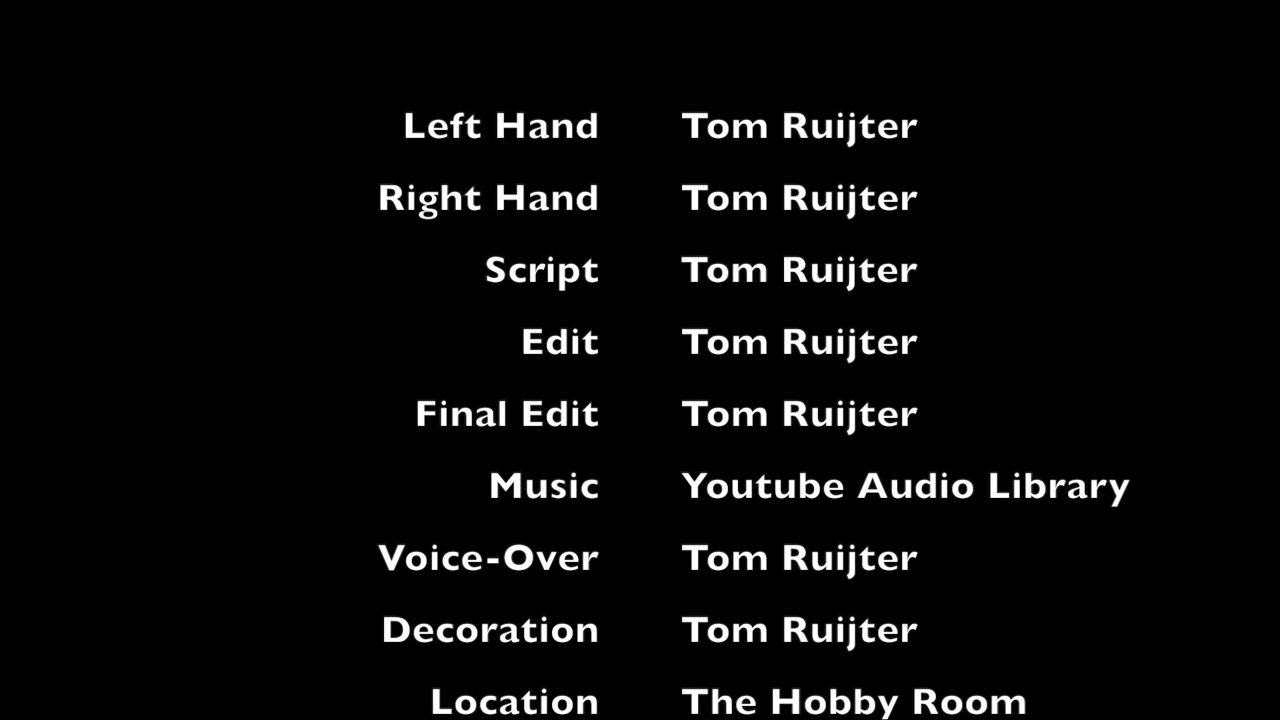 Left Hand Tom Ruijter
Right Hand Tom Ruijter
Script Tom Ruijter
Edit Tom Ruijter
Final Edit Tom Ruijter
Music Youtube Audio Library
Voice-Over Tom Ruijter
Decoration Tom Ruijter
Location The Hobby Room